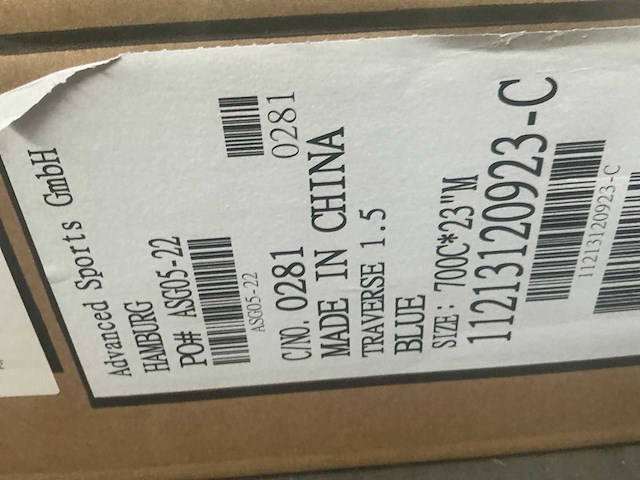 Advanced Sports GmbH
HAMBURG
PO# ASG05-22
ASG05-22
0281
C/NO. 0281
MADE IN CHINA
TRAVERSE 1.5
BLUE
SIZE: 700C*23"M
11213120923-C
11213120923-C